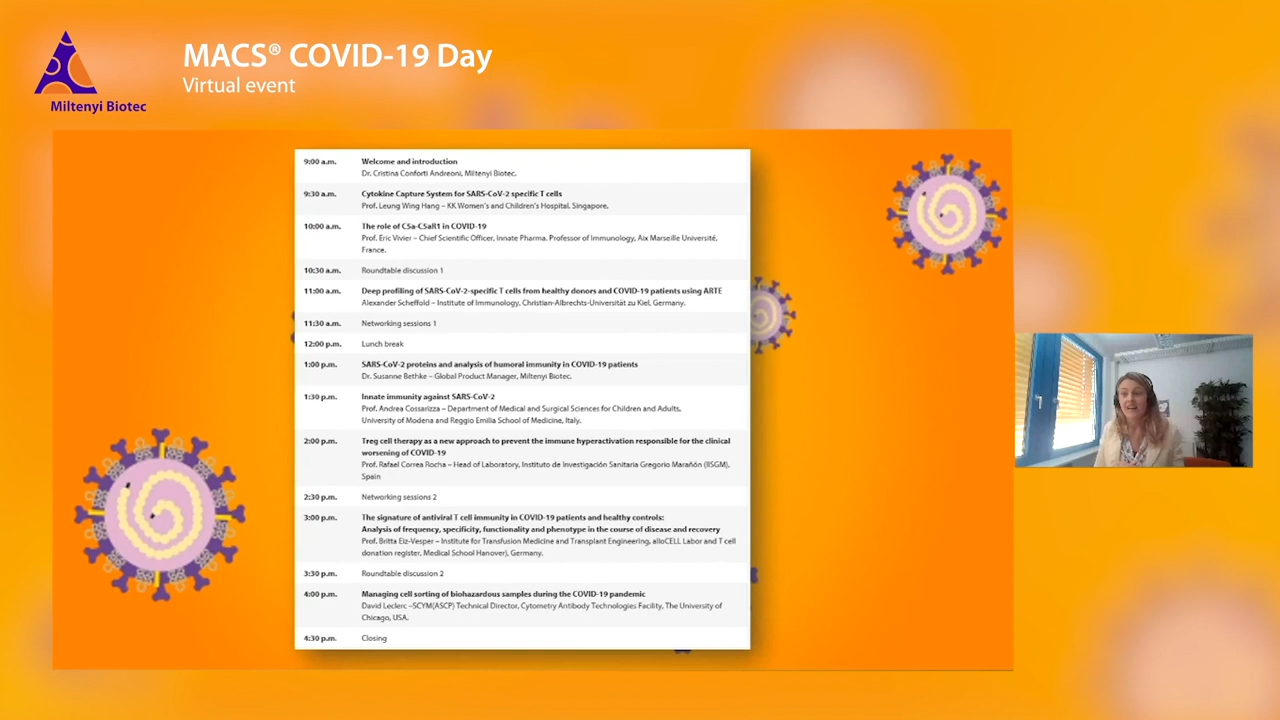 MACS® COVID-19 Day
Virtual event
Miltenyi Biotec
9:00 a.m. Welcome and introduction
Dr. Cristina Conforti Andreoni, Miltenyi Biotec.
9:30 a.m. Cytokine Capture System for SARS-CoV-2 specific T cells
Prof. Leung Wing Hang – KK Women's and Children's Hospital, Singapore.
10:00 a.m. The role of C5a-C5aR1 in COVID-19
Prof. Eric Vivier – Chief Scientific Officer, Innate Pharma. Professor of Immunology, Aix Marseille Université,
France.
10:30 a.m. Roundtable discussion 1
11:00 a.m. Deep profiling of SARS-CoV-2-specific T cells from healthy donors and COVID-19 patients using ARTE
Alexander Scheffold – Institute of Immunology, Christian-Albrechts-Universität zu Kiel, Germany.
11:30 a.m. Networking sessions 1
12:00 p.m. Lunch break
1:00 p.m. SARS-CoV-2 proteins and analysis of humoral immunity in COVID-19 patients
Dr. Susanne Bethke – Global Product Manager, Miltenyi Biotec.
1:30 p.m. Innate immunity against SARS-CoV-2
Prof. Andrea Cossarizza – Department of Medical and Surgical Sciences for Children and Adults,
University of Modena and Reggio Emilia School of Medicine, Italy.
2:00 p.m. Treg cell therapy as a new approach to prevent the immune hyperactivation responsible for the clinical
worsening of COVID-19
Prof. Rafael Correa Rocha – Head of Laboratory, Instituto de Investigación Sanitaria Gregorio Marañón (IISGM),
Spain
2:30 p.m. Networking sessions 2
3:00 p.m. The signature of antiviral T cell immunity in COVID-19 patients and healthy controls:
Analysis of frequency, specificity, functionality and phenotype in the course of disease and recovery
Prof. Britta Eiz-Vesper – Institute for Transfusion Medicine and Transplant Engineering, alloCELL Labor and T cell
donation register, Medical School Hanover), Germany.
3:30 p.m. Roundtable discussion 2
4:00 p.m. Managing cell sorting of biohazardous samples during the COVID-19 pandemic
David Leclerc –SCYM(ASCP) Technical Director, Cytometry Antibody Technologies Facility, The University of
Chicago, USA.
4:30 p.m. Closing